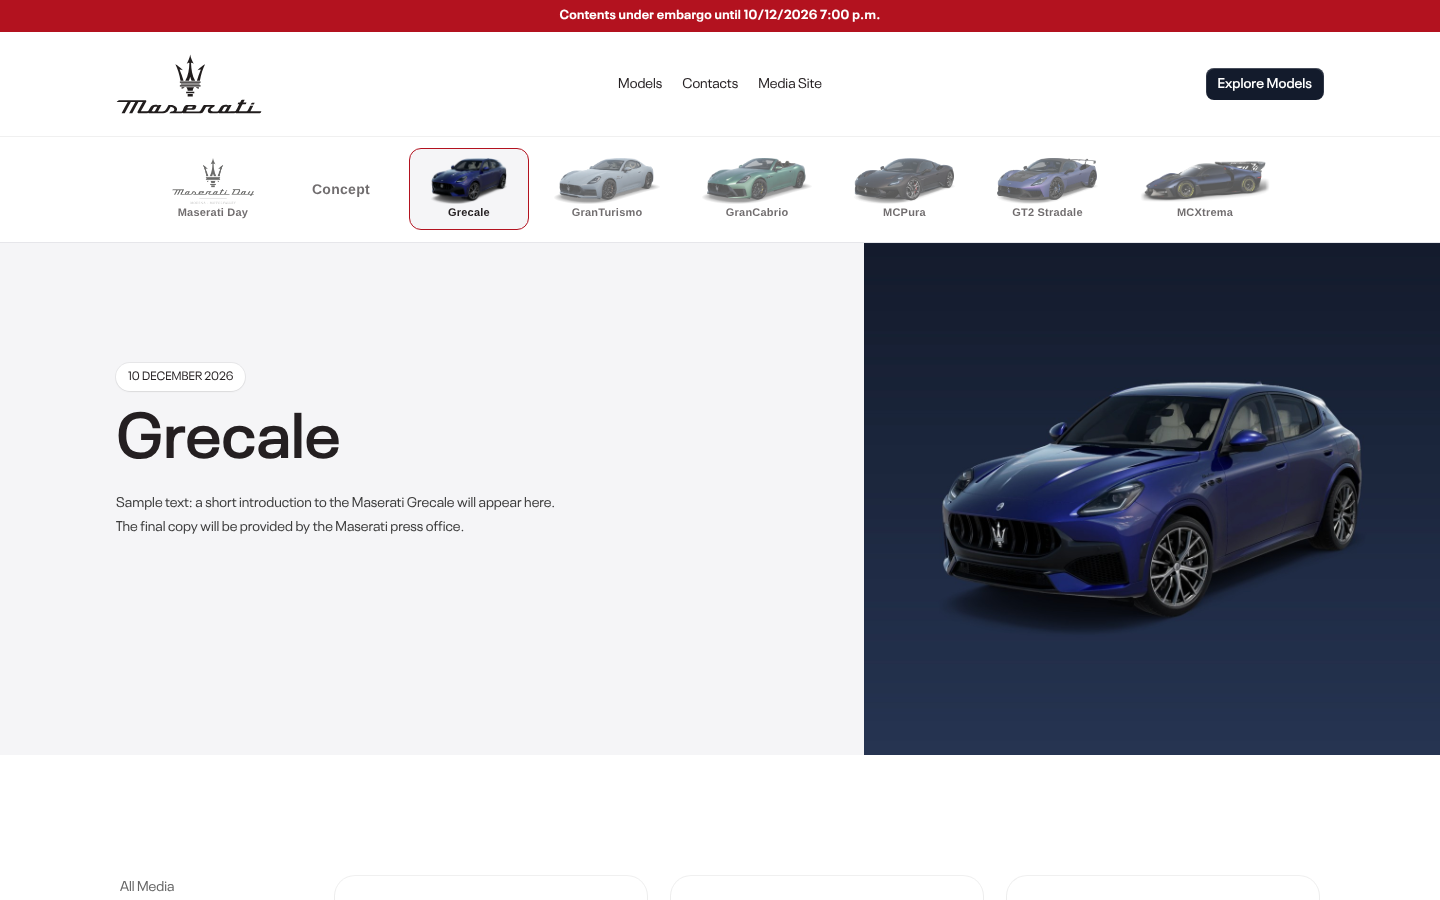 Contents under embargo until 10/12/2026 7:00 p.m.
Maserati
Models Contacts Media Site
Explore Models
Maserati Day
Maserati Day
Concept
Grecale
GranTurismo
GranCabrio
MCPura
GT2 Stradale
MCXtrema
10 DECEMBER 2026
Grecale
Sample text: a short introduction to the Maserati Grecale will appear here.
The final copy will be provided by the Maserati press office.
All Media